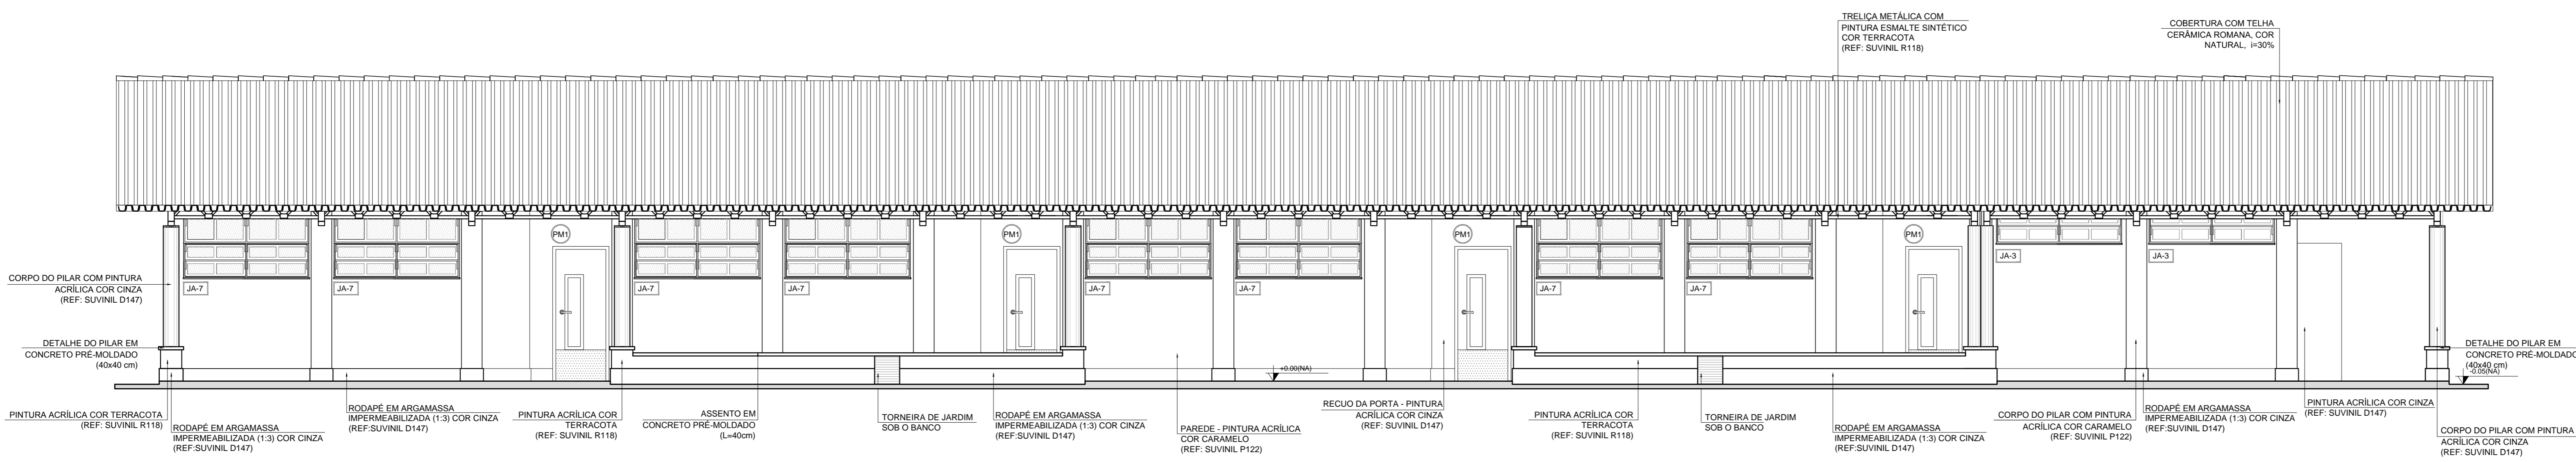 TRELIÇA METÁLICA COM
PINTURA ESMALTE SINTÉTICO
COR TERRACOTA
(REF: SUVINIL R118)
COBERTURA COM TELHA
CERÂMICA ROMANA, COR
NATURAL, i=30%
PM1
PM1
PM1
PM1
JA-7
JA-7
JA-7
JA-7
JA-7
JA-7
JA-7
JA-7
JA-3
JA-3
CORPO DO PILAR COM PINTURA
ACRÍLICA COR CINZA
(REF: SUVINIL D147)
DETALHE DO PILAR EM
CONCRETO PRÉ-MOLDADO
(40x40 cm)
+0.00(NA)
DETALHE DO PILAR EM
CONCRETO PRÉ-MOLDADO
(40x40 cm)
-0.05(NA)
PINTURA ACRÍLICA COR TERRACOTA
(REF: SUVINIL R118)
RODAPÉ EM ARGAMASSA
IMPERMEABILIZADA (1:3) COR CINZA
(REF:SUVINIL D147)
RODAPÉ EM ARGAMASSA
IMPERMEABILIZADA (1:3) COR CINZA
(REF:SUVINIL D147)
PINTURA ACRÍLICA COR
TERRACOTA
(REF: SUVINIL R118)
ASSENTO EM
CONCRETO PRÉ-MOLDADO
(L=40cm)
TORNEIRA DE JARDIM
SOB O BANCO
RODAPÉ EM ARGAMASSA
IMPERMEABILIZADA (1:3) COR CINZA
(REF:SUVINIL D147)
PAREDE - PINTURA ACRÍLICA
COR CARAMELO
(REF: SUVINIL P122)
RECUO DA PORTA - PINTURA
ACRÍLICA COR CINZA
(REF: SUVINIL D147)
PINTURA ACRÍLICA COR
TERRACOTA
(REF: SUVINIL R118)
TORNEIRA DE JARDIM
SOB O BANCO
RODAPÉ EM ARGAMASSA
IMPERMEABILIZADA (1:3) COR CINZA
(REF:SUVINIL D147)
CORPO DO PILAR COM PINTURA
ACRÍLICA COR CARAMELO
(REF: SUVINIL P122)
RODAPÉ EM ARGAMASSA
IMPERMEABILIZADA (1:3) COR CINZA
(REF:SUVINIL D147)
PINTURA ACRÍLICA COR CINZA
(REF: SUVINIL D147)
CORPO DO PILAR COM PINTURA
ACRÍLICA COR CINZA
(REF: SUVINIL D147)